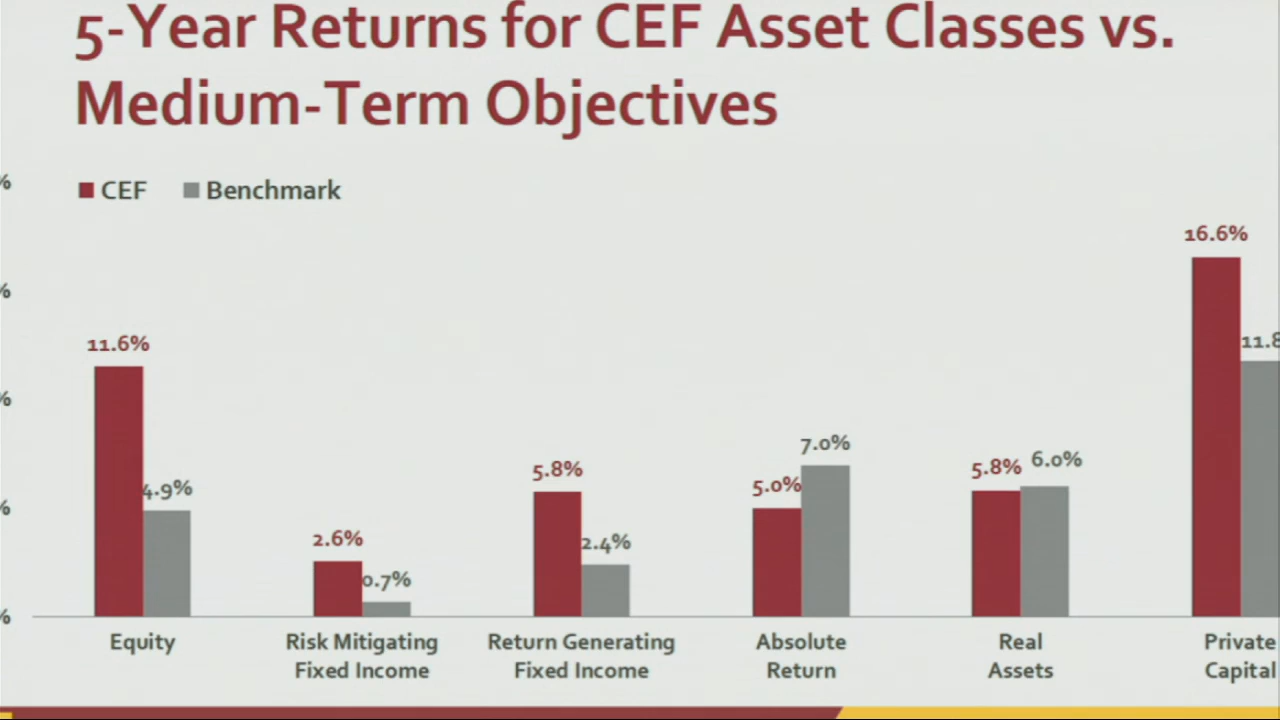 5-Year Returns for CEF Asset Classes vs.
Medium-Term Objectives
CEF Benchmark
%
%
%
%
%
11.6%
4.9%
2.6%
0.7%
5.8%
2.4%
5.0%
7.0%
5.8%
6.0%
16.6%
11.8
Equity
Risk Mitigating
Fixed Income
Return Generating
Fixed Income
Absolute
Return
Real
Assets
Private
Capital